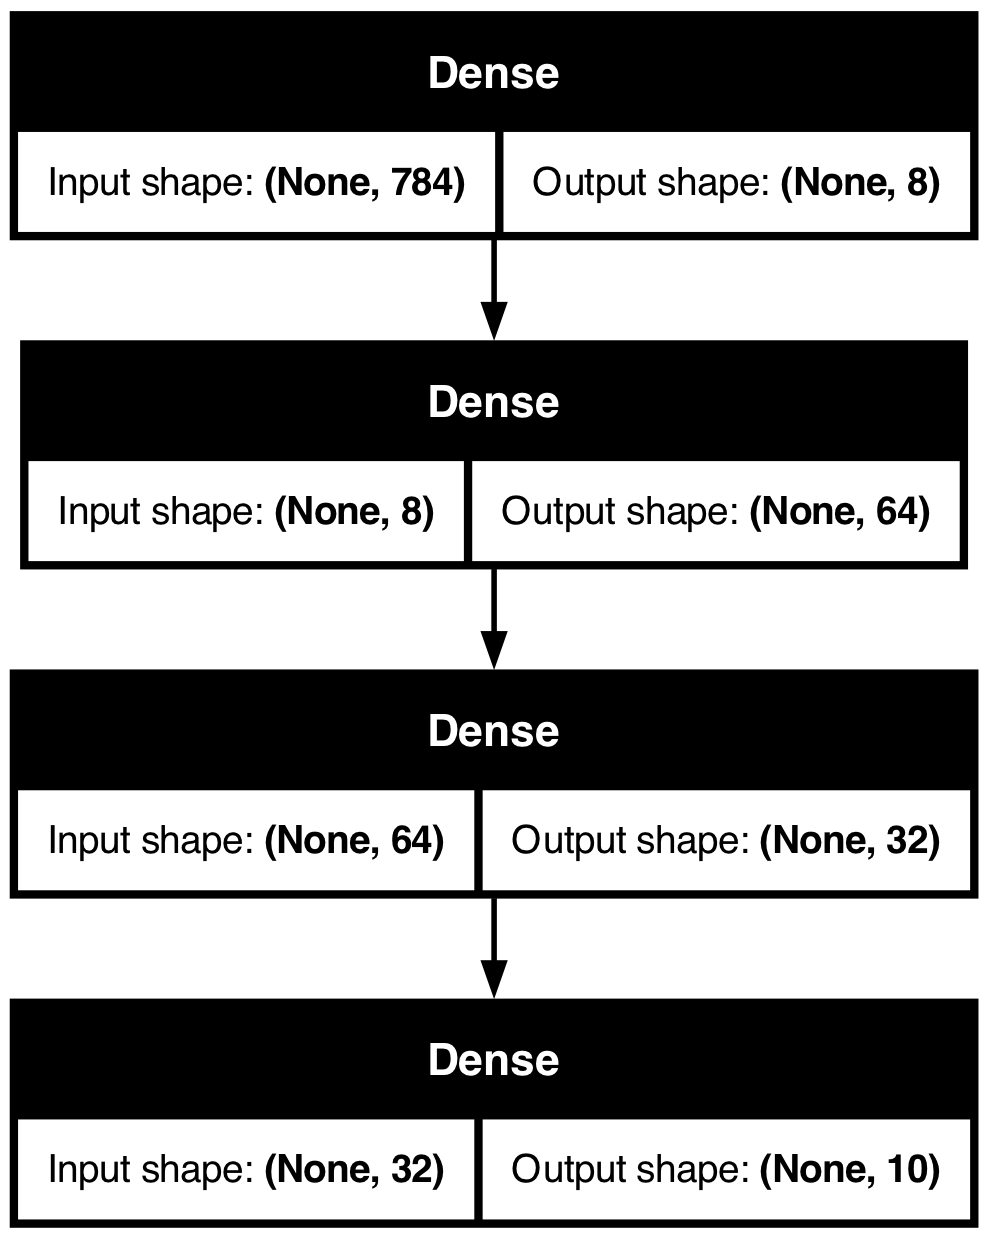 Dense
Input shape: (None, 784) Output shape: (None, 8)
Dense
Input shape: (None, 8) Output shape: (None, 64)
Dense
Input shape: (None, 64) Output shape: (None, 32)
Dense
Input shape: (None, 32) Output shape: (None, 10)